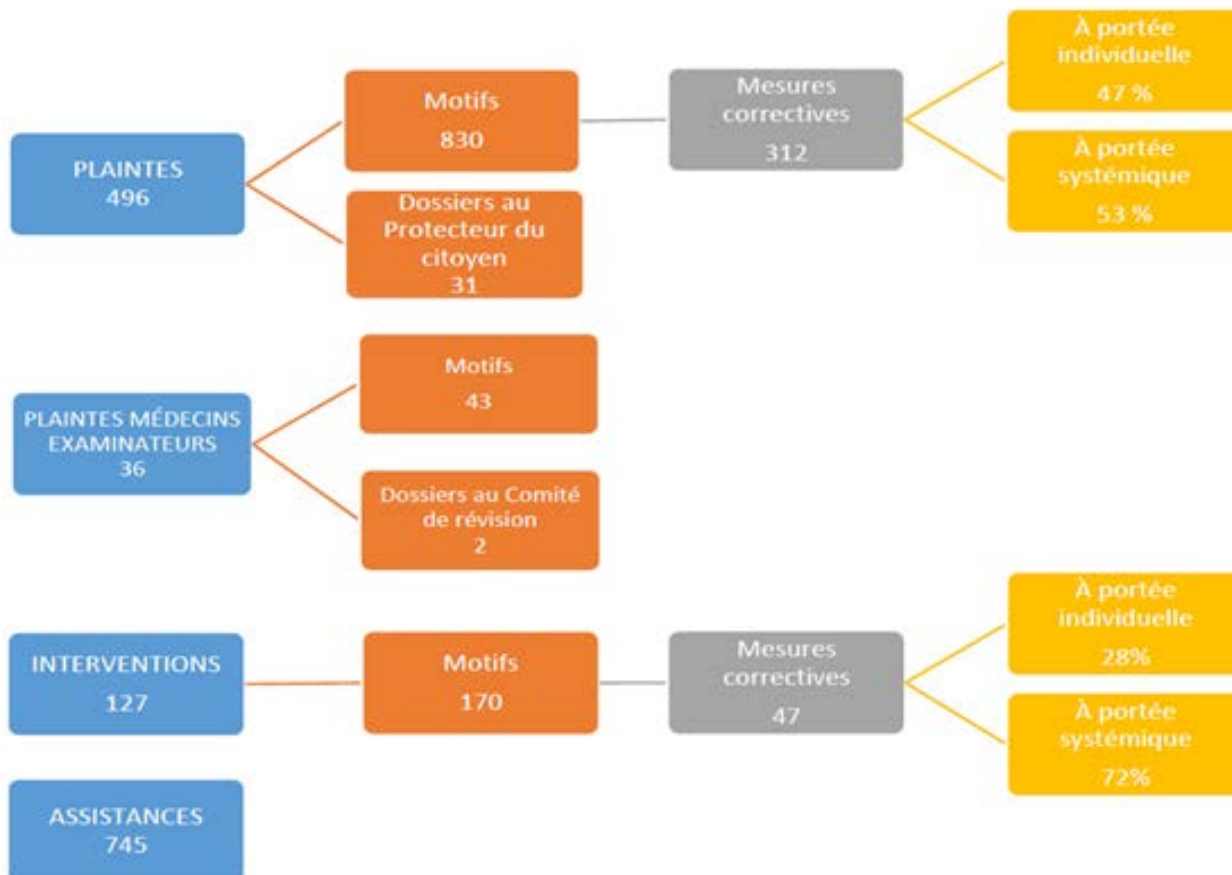 PLAINTES
496
Motifs
830
Dossiers au
Protecteur du
citoyen
31
Mesures
correctives
312
À portée
individuelle
47 %
À portée
systémique
53 %
PLAINTES MÉDECINS
EXAMINATEURS
36
Motifs
43
Dossiers au Comité
de révision
2
INTERVENTIONS
127
Motifs
170
Mesures
correctives
47
À portée
individuelle
28%
À portée
systémique
72%
ASSISTANCES
745